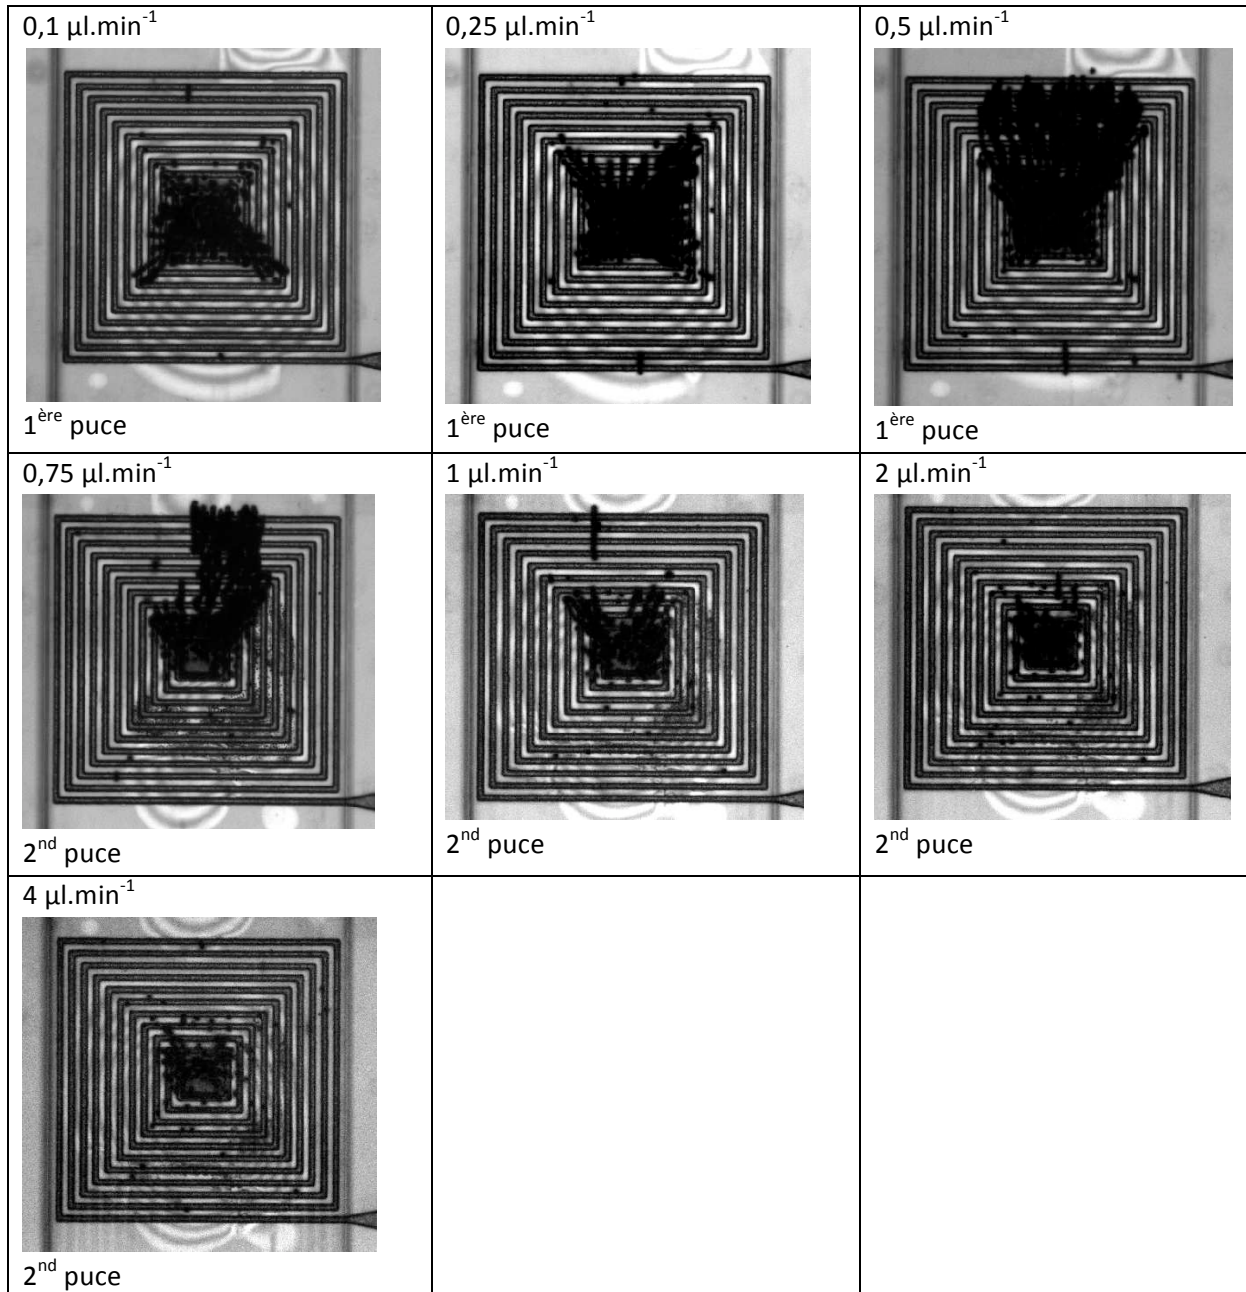 0,1 µl.min⁻¹
0,25 µl.min⁻¹
0,5 µl.min⁻¹
1ère puce
1ère puce
1ère puce
0,75 µl.min⁻¹
1 µl.min⁻¹
2 µl.min⁻¹
2nd puce
2nd puce
2nd puce
4 µl.min⁻¹
2nd puce